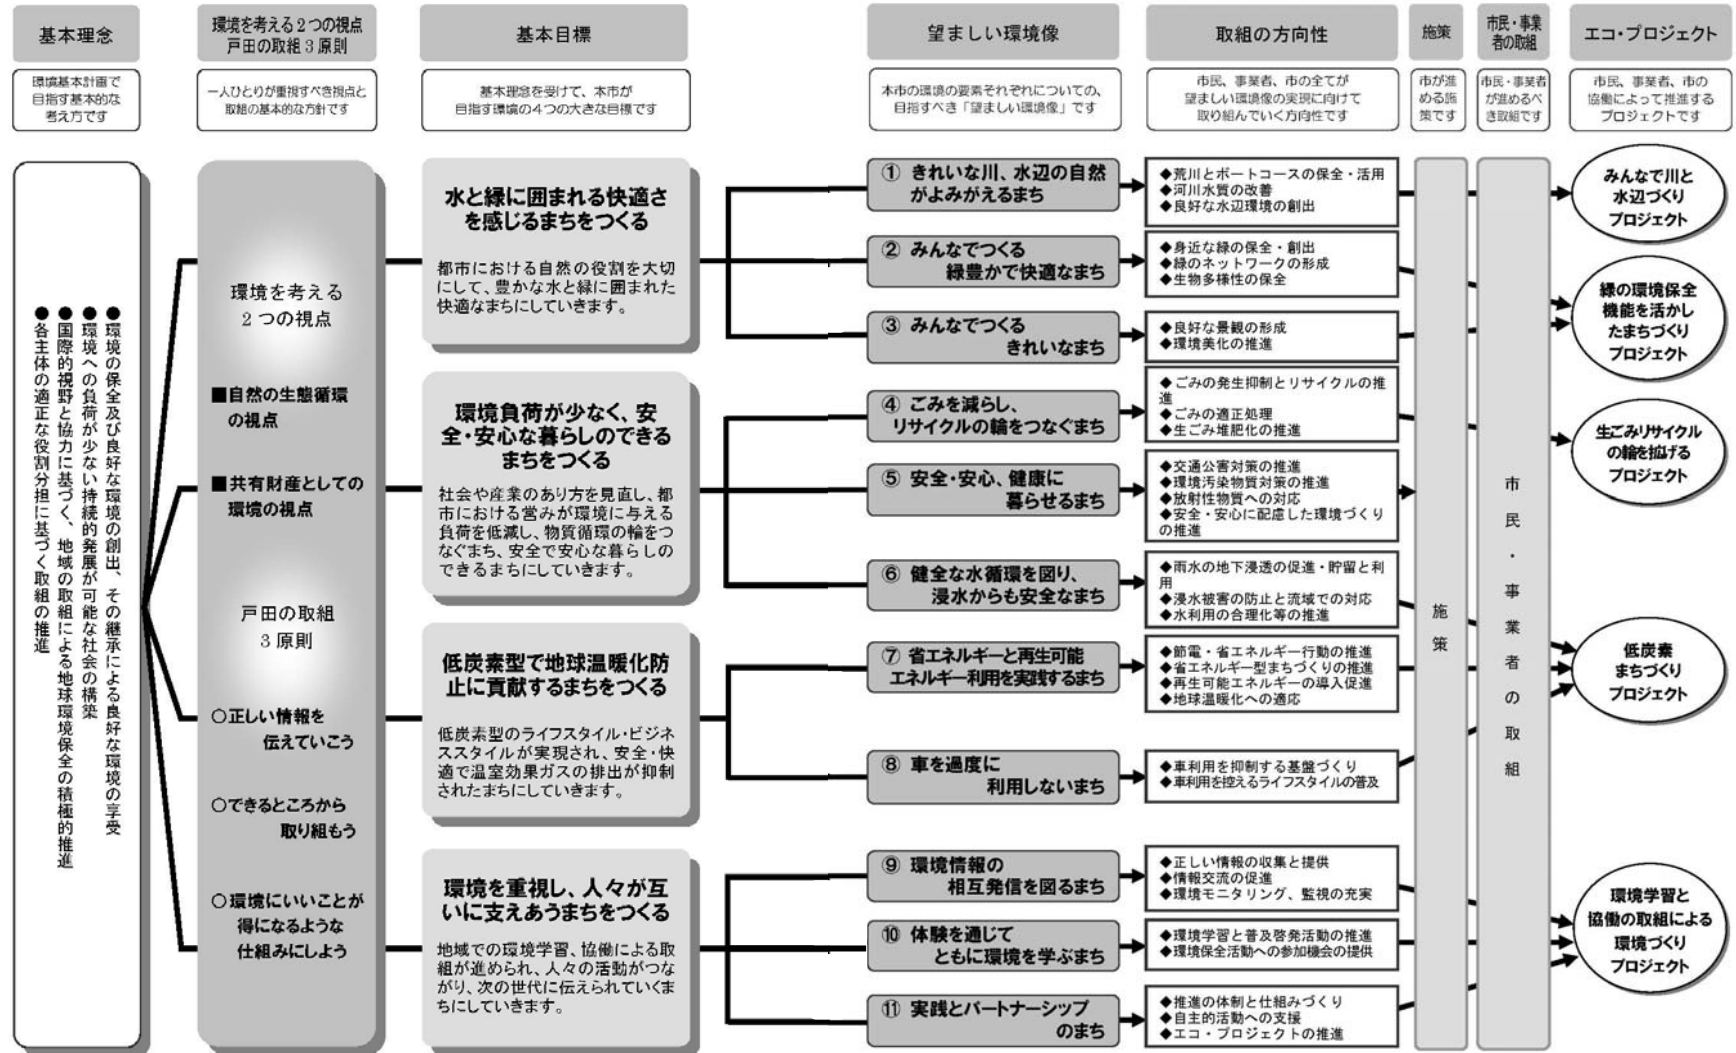 基本理念
環境を考える２つの視点
戸田の取組３原則
基本目標
望ましい環境像
取組の方向性
施策
市民・事業
者の取組
エコ・プロジェクト
環境基本計画で
目指す基本的な
考え方です
一人ひとりが重視すべき視点と
取組の基本的な方針です
基本理念を受けて、本市が
目指す環境の４つの大きな目標です
本市の環境の要素それぞれについての、
目指すべき「望ましい環境像」です
市民、事業者、市の全てが
望ましい環境像の実現に向けて
取り組んでいく方向性です
市が進
める施
策です
市民・事業者
が進めるべ
き取組です
市民、事業者、市の
協働によって推進する
プロジェクトです
●環境の保全及び良好な環境の創出、その継承による良好な環境の享受
●環境への負荷が少ない持続的発展が可能な社会の構築
●国際的視野と協力に基づく、地域の取組による地球環境保全の積極的推進
●各主体の適正な役割分担に基づく取組の推進
環境を考える
２つの視点
■自然の生態循環
の視点
■共有財産としての
環境の視点
戸田の取組
３原則
○正しい情報を
伝えていこう
○できるところから
取り組もう
○環境にいいことが
得になるような
仕組みにしよう
水と緑に囲まれる快適さ
を感じるまちをつくる
都市における自然の役割を大切
にして、豊かな水と緑に囲まれた
快適なまちにしていきます。
環境負荷が少なく、安
全・安心な暮らしのできる
まちをつくる
社会や産業のあり方を見直し、都
市における営みが環境に与える
負荷を低減し、物質循環の輪をつ
なぐまち、安全で安心な暮らしの
できるまちにしていきます。
低炭素型で地球温暖化防
止に貢献するまちをつくる
低炭素型のライフスタイル・ビジネ
ススタイルが実現され、安全・快
適で温室効果ガスの排出が抑制
されたまちにしていきます。
環境を重視し、人々が互
いに支えあうまちをつくる
地域での環境学習、協働による取
組が進められ、人々の活動がつな
がり、次の世代に伝えられていくま
ちにしていきます。
① きれいな川、水辺の自然
がよみがえるまち
② みんなでつくる
緑豊かで快適なまち
③ みんなでつくる
きれいなまち
④ ごみを減らし、
リサイクルの輪をつなぐまち
⑤ 安全・安心、健康に
暮らせるまち
⑥ 健全な水循環を図り、
浸水からも安全なまち
⑦ 省エネルギーと再生可能
エネルギー利用を実践するまち
⑧ 車を過度に
利用しないまち
⑨ 環境情報の
相互発信を図るまち
⑩ 体験を通じて
ともに環境を学ぶまち
⑪ 実践とパートナーシップ
のまち
◆荒川とボートコースの保全・活用
◆河川水質の改善
◆良好な水辺環境の創出
◆身近な緑の保全・創出
◆緑のネットワークの形成
◆生物多様性の保全
◆良好な景観の形成
◆環境美化の推進
◆ごみの発生抑制とリサイクルの推
進
◆ごみの適正処理
◆生ごみ堆肥化の推進
◆交通公害対策の推進
◆環境汚染物質対策の推進
◆放射性物質への対応
◆安全・安心に配慮した環境づくり
の推進
◆雨水の地下浸透の促進・貯留と利
用
◆浸水被害の防止と流域での対応
◆水利用の合理化等の推進
◆節電・省エネルギー行動の推進
◆省エネルギー型まちづくりの推進
◆再生可能エネルギーの導入促進
◆地球温暖化への適応
◆車利用を抑制する基盤づくり
◆車利用を控えるライフスタイルの普及
◆正しい情報の収集と提供
◆情報交流の促進
◆環境モニタリング、監視の充実
◆環境学習と普及啓発活動の推進
◆環境保全活動への参加機会の提供
◆推進の体制と仕組みづくり
◆自主的活動への支援
◆エコ・プロジェクトの推進
施策
市民・事業者の取組
みんなで川と
水辺づくり
プロジェクト
緑の環境保全
機能を活かし
たまちづくり
プロジェクト
生ごみリサイクル
の輪を拡げる
プロジェクト
低炭素
まちづくり
プロジェクト
環境学習と
協働の取組による
環境づくり
プロジェクト